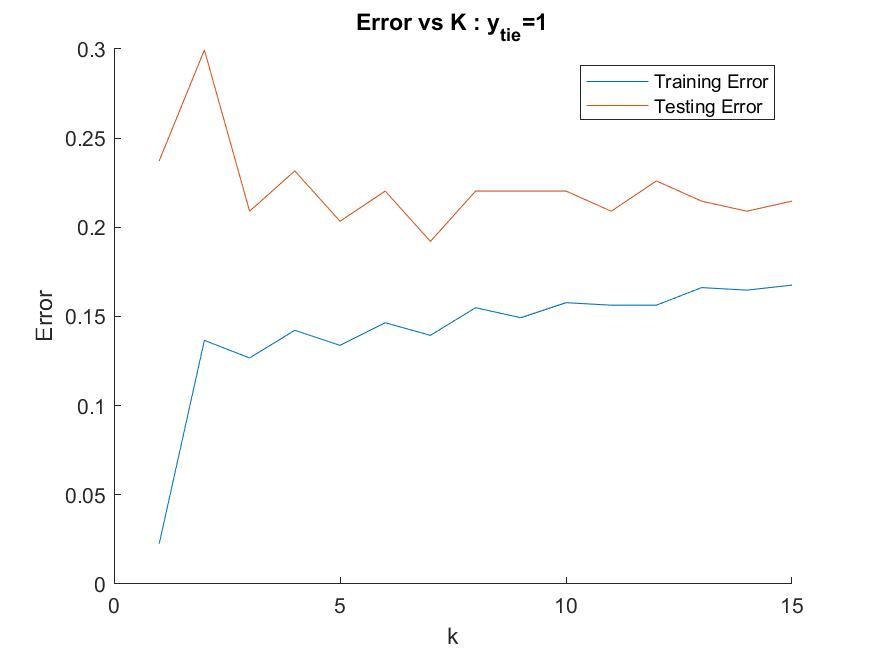 Error vs K : y_tie=1
Training Error
Testing Error
0.3
0.25
0.2
0.15
0.1
0.05
0
Error
0 5 10 15
k